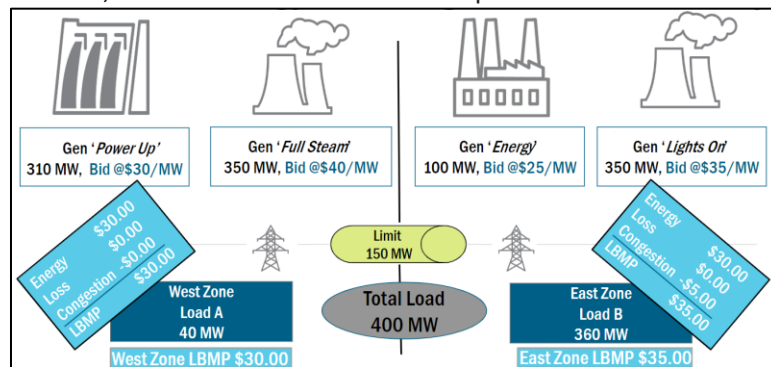 Gen 'Power Up'
310 MW, Bid @$30/MW
Gen 'Full Steam'
350 MW, Bid @$40/MW
Gen 'Energy'
100 MW, Bid @$25/MW
Gen 'Lights On'
350 MW, Bid @$35/MW
Energy $30.00
Loss $0.00
Congestion -$0.00
LBMP $30.00
Limit
150 MW
Energy $30.00
Loss $0.00
Congestion -$5.00
LBMP $35.00
West Zone
Load A
40 MW
Total Load
400 MW
East Zone
Load B
360 MW
West Zone LBMP $30.00
East Zone LBMP $35.00